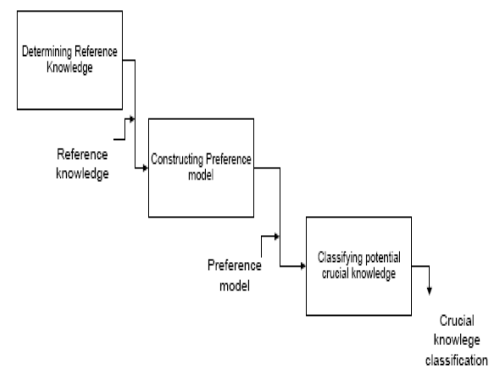 Determining Reference
Knowledge
Reference
knowledge
Constructing Preference
model
Preference
model
Classifying potential
crucial knowledge
Crucial
knowlege
classification